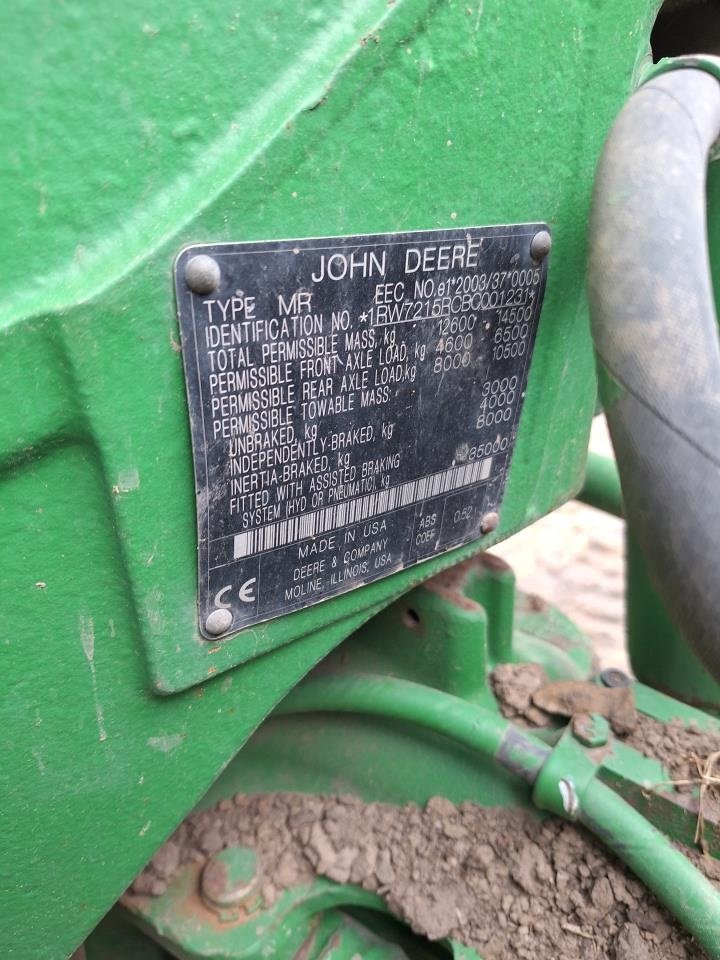 JOHN DEERE
TYPE MR EEC NO.e1*2003/37*0005
IDENTIFICATION NO. *1RW7215RCBC001231*
TOTAL PERMISSIBLE MASS, kg 12600 14500
PERMISSIBLE FRONT AXLE LOAD, kg 4600 6500
PERMISSIBLE REAR AXLE LOAD,kg 8000 10500
PERMISSIBLE TOWABLE MASS:
UNBRAKED, kg 3000
INDEPENDENTLY-BRAKED, kg 4000
INERTIA-BRAKED, kg 8000
FITTED WITH ASSISTED BRAKING
SYSTEM (HYD OR PNEUMATIC), kg 35000
MADE IN USA
DEERE & COMPANY
MOLINE, ILLINOIS, USA
ABS
COEF 0.52
CE